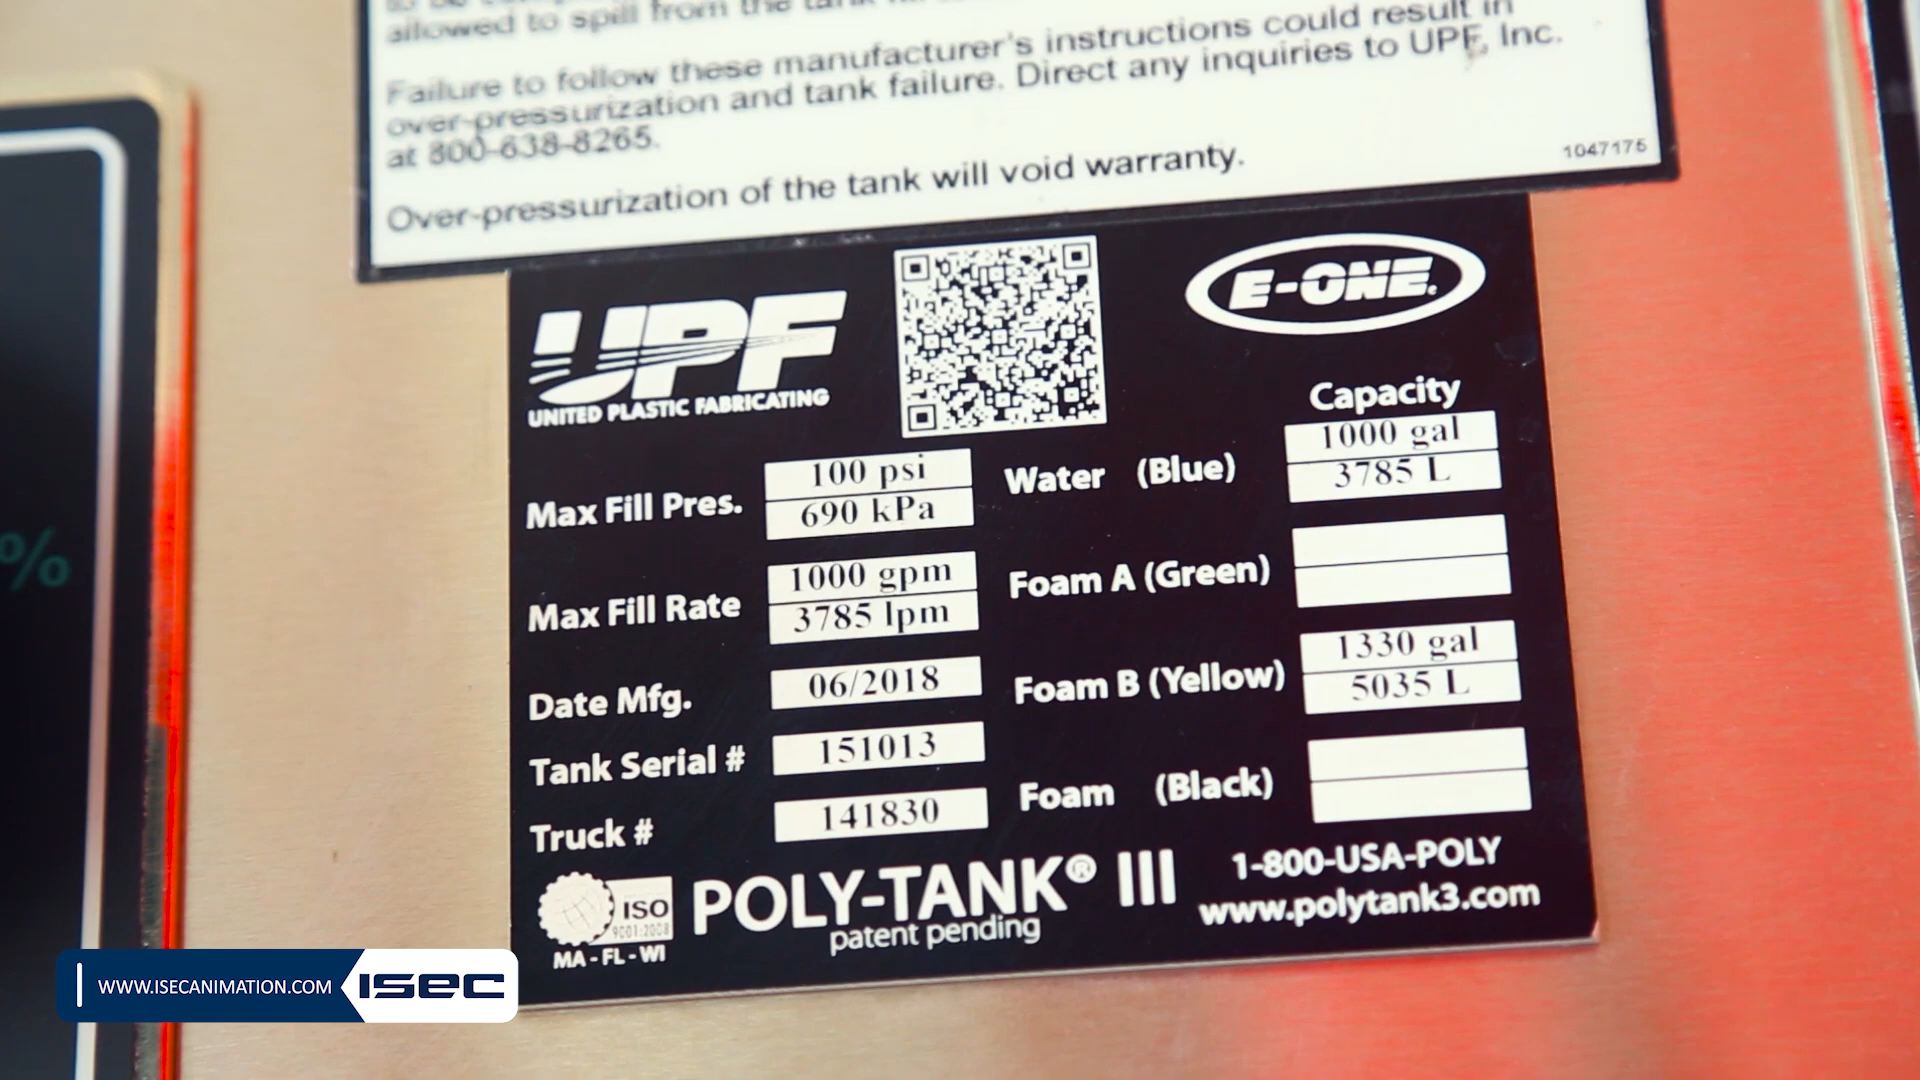 allowed to spill from the tank
Failure to follow these manufacturer's instructions could result in
over-pressurization and tank failure. Direct any inquiries to UPF, Inc.
at 800-638-8265.
Over-pressurization of the tank will void warranty.
1047175
UPF
UNITED PLASTIC FABRICATING
E-ONE
Capacity
Max Fill Pres.
100 psi
690 kPa
Water (Blue)
1000 gal
3785 L
Max Fill Rate
1000 gpm
3785 lpm
Foam A (Green)
Date Mfg.
06/2018
Foam B (Yellow)
1330 gal
5035 L
Tank Serial #
151013
Truck #
141830
Foam (Black)
ISO
9001:2008
MA - FL - WI
POLY-TANK® III
patent pending
1-800-USA-POLY
www.polytank3.com
%
WWW.ISECANIMATION.COM
ISEC